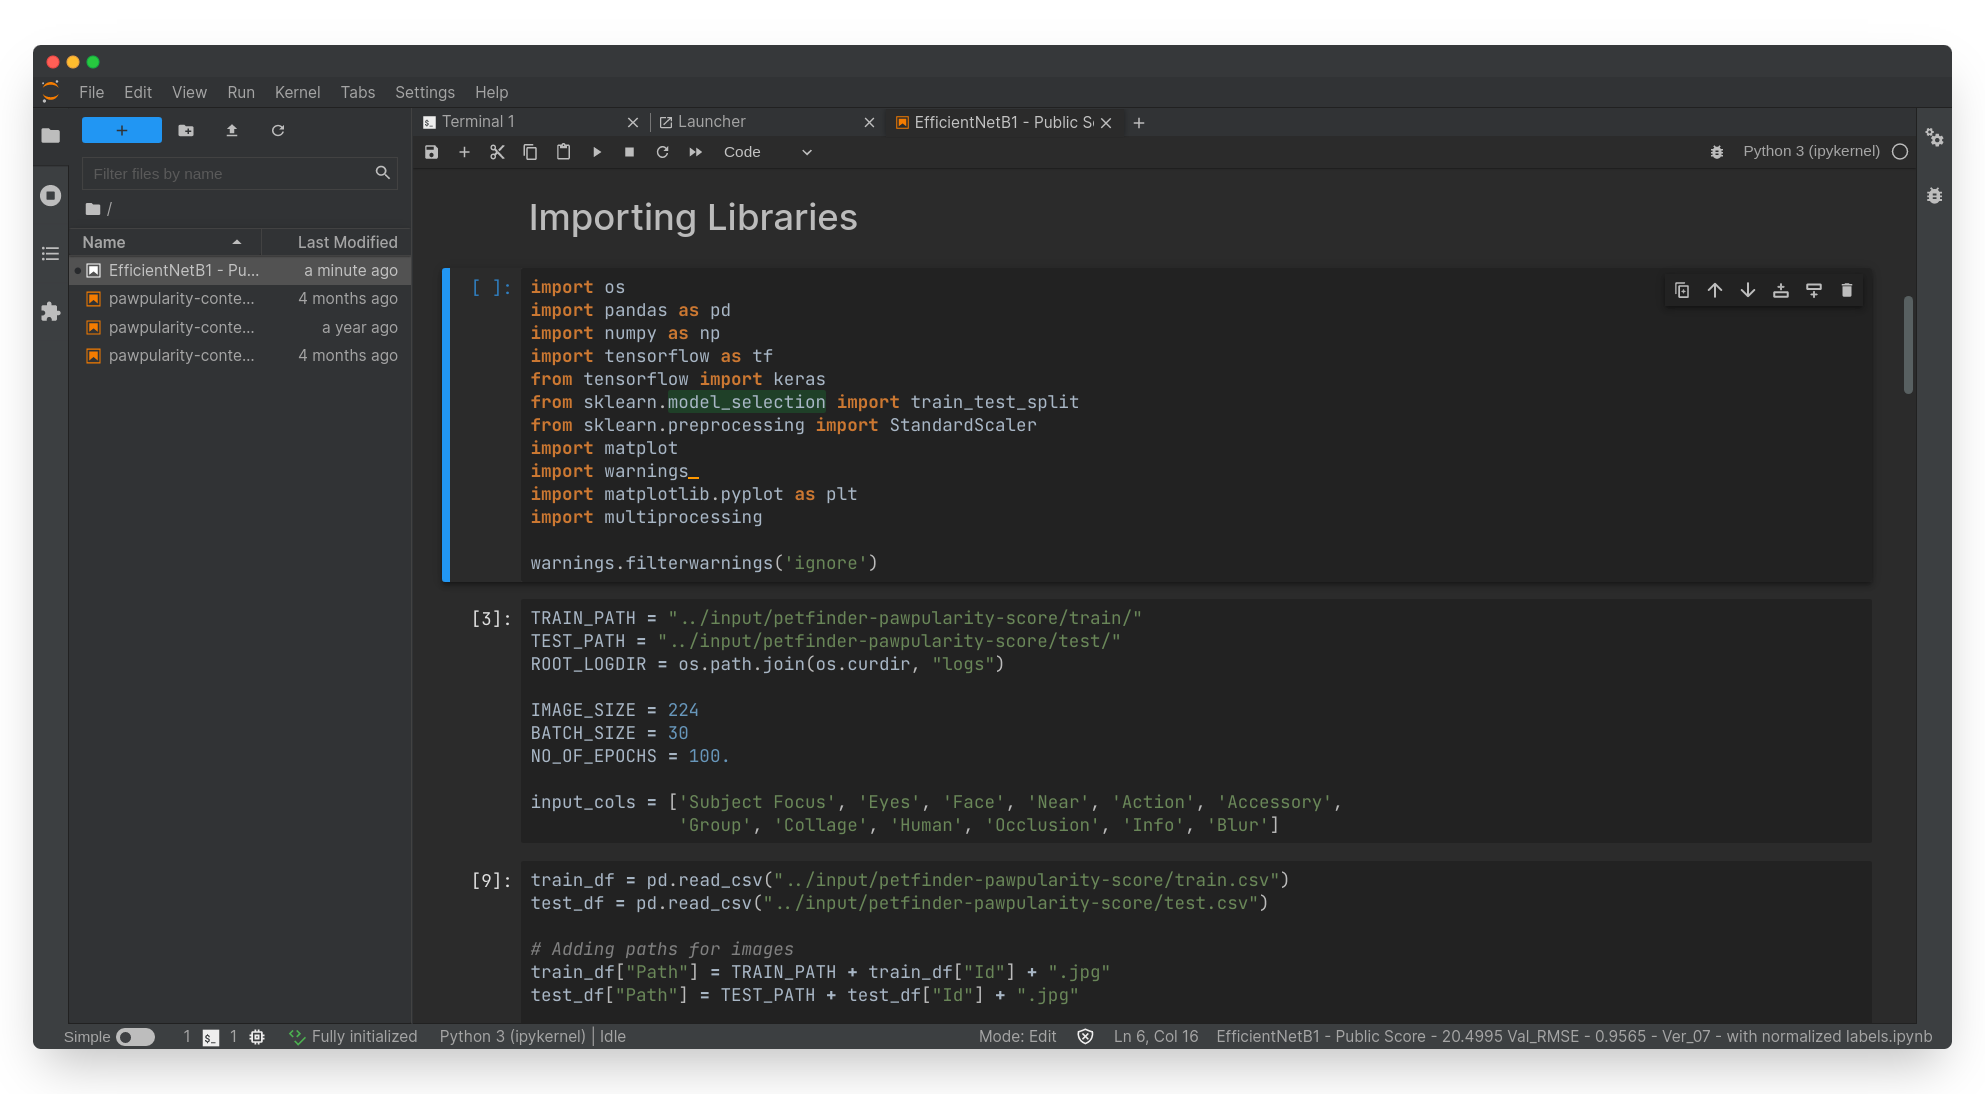 File Edit View Run Kernel Tabs Settings Help
Terminal 1
Launcher
EfficientNetB1 - Public S
Code
Python 3 (ipykernel)
Filter files by name
/
Name Last Modified
EfficientNetB1 - Pu... a minute ago
pawpularity-conte... 4 months ago
pawpularity-conte... a year ago
pawpularity-conte... 4 months ago
Importing Libraries
[ ]:
import os
import pandas as pd
import numpy as np
import tensorflow as tf
from tensorflow import keras
from sklearn.model_selection import train_test_split
from sklearn.preprocessing import StandardScaler
import matplot
import warnings_
import matplotlib.pyplot as plt
import multiprocessing
warnings.filterwarnings('ignore')
[3]:
TRAIN_PATH = "../input/petfinder-pawpularity-score/train/"
TEST_PATH = "../input/petfinder-pawpularity-score/test/"
ROOT_LOGDIR = os.path.join(os.curdir, "logs")
IMAGE_SIZE = 224
BATCH_SIZE = 30
NO_OF_EPOCHS = 100.
input_cols = ['Subject Focus', 'Eyes', 'Face', 'Near', 'Action', 'Accessory',
'Group', 'Collage', 'Human', 'Occlusion', 'Info', 'Blur']
[9]:
train_df = pd.read_csv("../input/petfinder-pawpularity-score/train.csv")
test_df = pd.read_csv("../input/petfinder-pawpularity-score/test.csv")
# Adding paths for images
train_df["Path"] = TRAIN_PATH + train_df["Id"] + ".jpg"
test_df["Path"] = TEST_PATH + test_df["Id"] + ".jpg"
Simple 1 $_ 1 Fully initialized Python 3 (ipykernel) | Idle Mode: Edit Ln 6, Col 16 EfficientNetB1 - Public Score - 20.4995 Val_RMSE - 0.9565 - Ver_07 - with normalized labels.ipynb